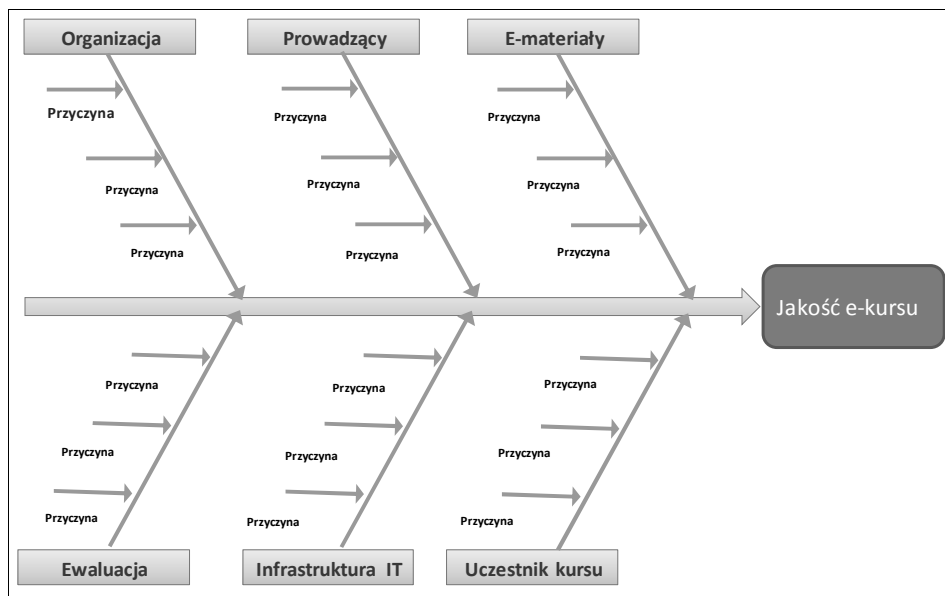 Organizacja
Prowadzący
E-materiały
Przyczyna
Przyczyna
Przyczyna
Przyczyna
Przyczyna
Przyczyna
Przyczyna
Przyczyna
Przyczyna
Jakość e-kursu
Przyczyna
Przyczyna
Przyczyna
Przyczyna
Przyczyna
Przyczyna
Przyczyna
Przyczyna
Przyczyna
Ewaluacja
Infrastruktura IT
Uczestnik kursu